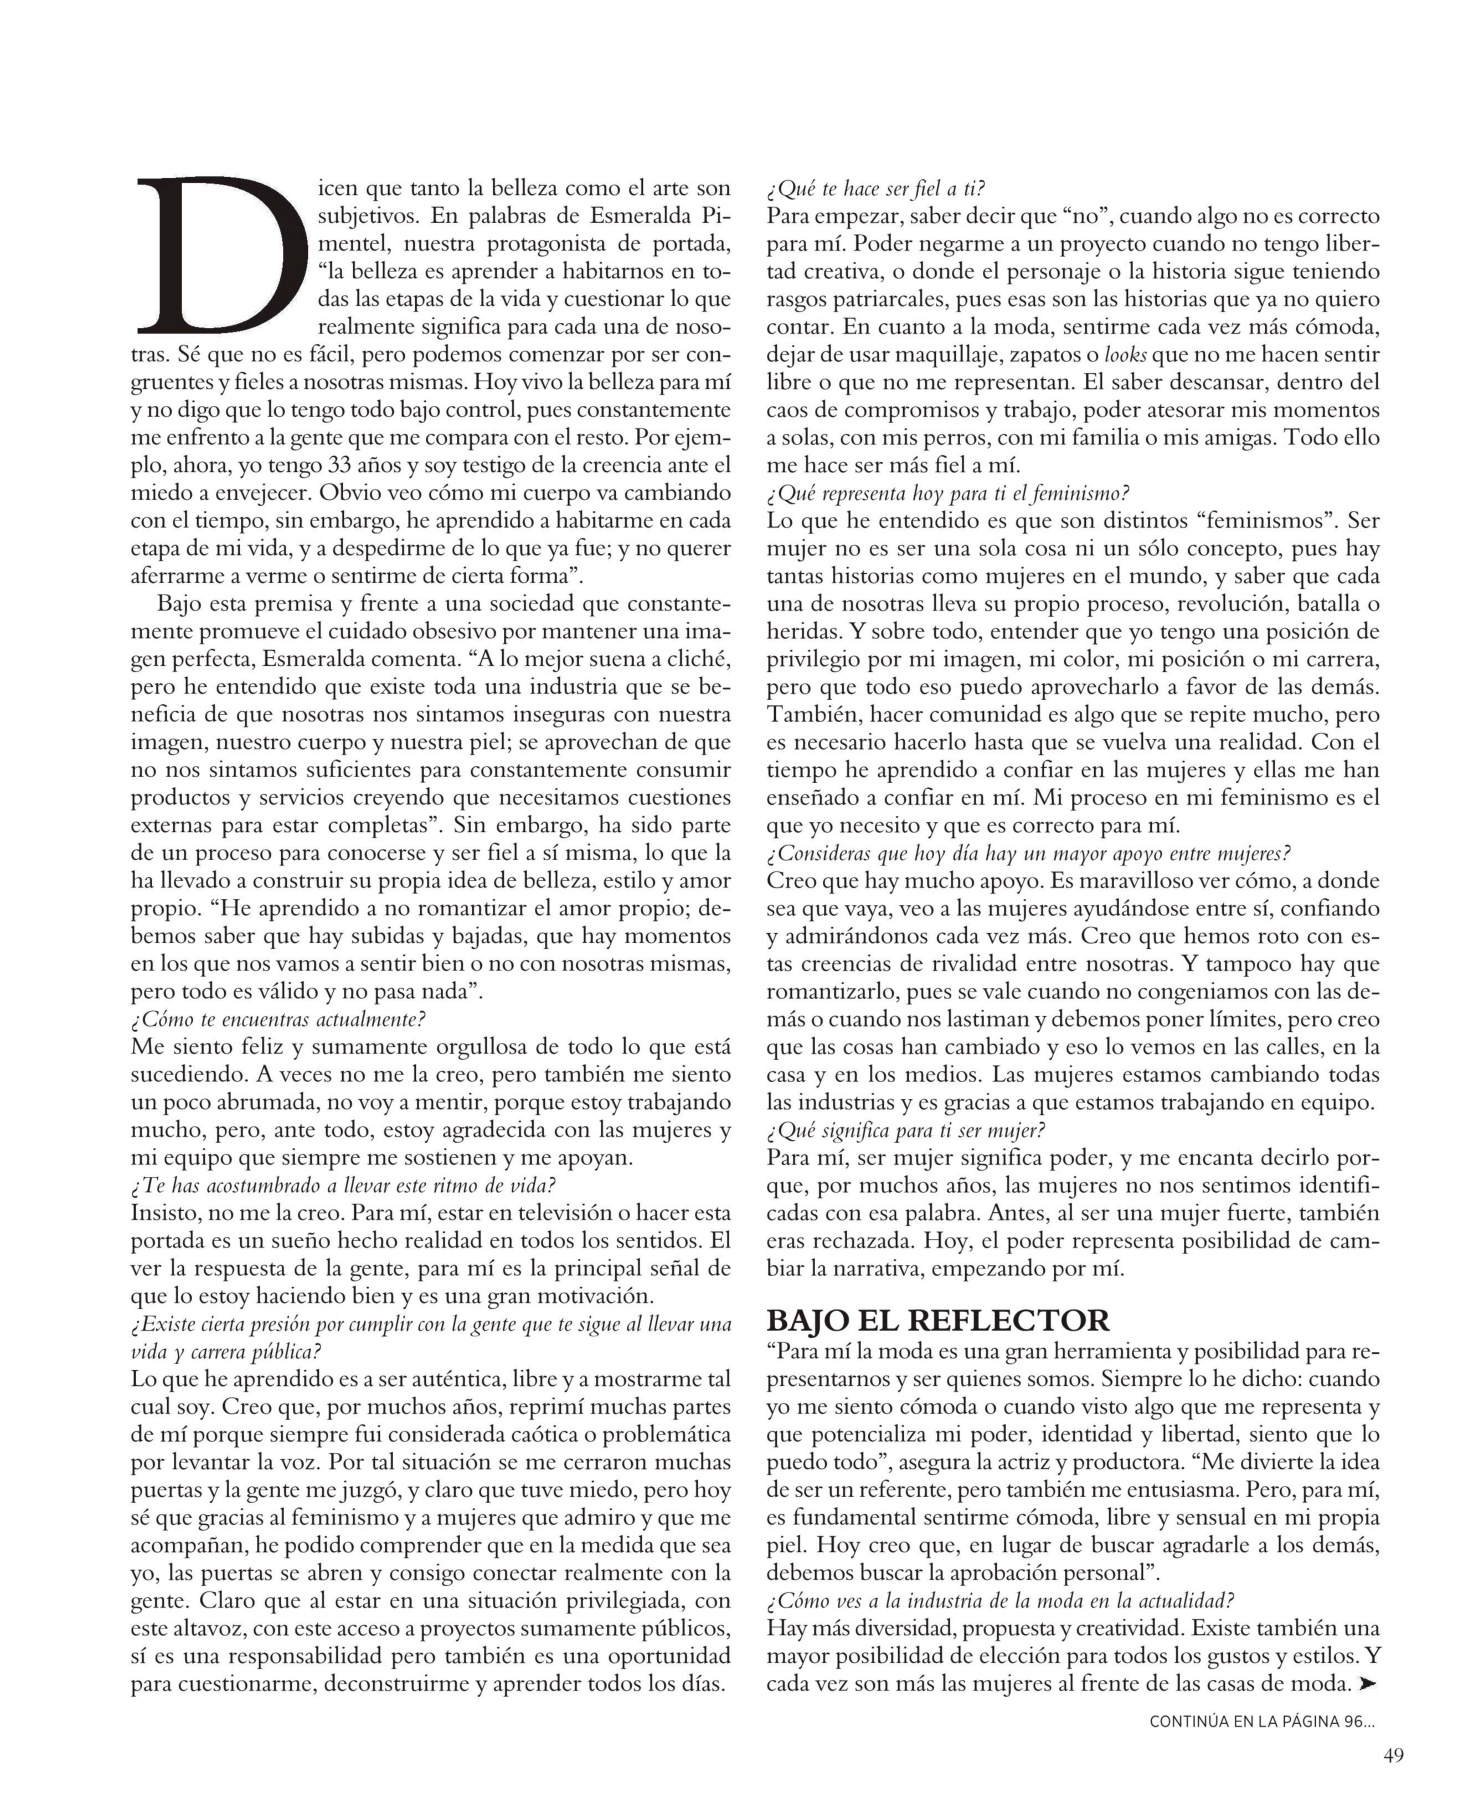 Dicen que tanto la belleza como el arte son
subjetivos. En palabras de Esmeralda Pi-
mentel, nuestra protagonista de portada,
“la belleza es aprender a habitarnos en to-
das las etapas de la vida y cuestionar lo que
realmente significa para cada una de noso-
tras. Sé que no es fácil, pero podemos comenzar por ser con-
gruentes y fieles a nosotras mismas. Hoy vivo la belleza para mí
y no digo que lo tengo todo bajo control, pues constantemente
me enfrento a la gente que me compara con el resto. Por ejem-
plo, ahora, yo tengo 33 años y soy testigo de la creencia ante el
miedo a envejecer. Obvio veo cómo mi cuerpo va cambiando
con el tiempo, sin embargo, he aprendido a habitarme en cada
etapa de mi vida, y a despedirme de lo que ya fue; y no querer
aferrarme a verme o sentirme de cierta forma”.
Bajo esta premisa y frente a una sociedad que constante-
mente promueve el cuidado obsesivo por mantener una ima-
gen perfecta, Esmeralda comenta. “A lo mejor suena a cliché,
pero he entendido que existe toda una industria que se be-
neficia de que nosotras nos sintamos inseguras con nuestra
imagen, nuestro cuerpo y nuestra piel; se aprovechan de que
no nos sintamos suficientes para constantemente consumir
productos y servicios creyendo que necesitamos cuestiones
externas para estar completas”. Sin embargo, ha sido parte
de un proceso para conocerse y ser fiel a sí misma, lo que la
ha llevado a construir su propia idea de belleza, estilo y amor
propio. “He aprendido a no romantizar el amor propio; de-
bemos saber que hay subidas y bajadas, que hay momentos
en los que nos vamos a sentir bien o no con nosotras mismas,
pero todo es válido y no pasa nada”.
¿Cómo te encuentras actualmente?
Me siento feliz y sumamente orgullosa de todo lo que está
sucediendo. A veces no me la creo, pero también me siento
un poco abrumada, no voy a mentir, porque estoy trabajando
mucho, pero, ante todo, estoy agradecida con las mujeres y
mi equipo que siempre me sostienen y me apoyan.
¿Te has acostumbrado a llevar este ritmo de vida?
Insisto, no me la creo. Para mí, estar en televisión o hacer esta
portada es un sueño hecho realidad en todos los sentidos. El
ver la respuesta de la gente, para mí es la principal señal de
que lo estoy haciendo bien y es una gran motivación.
¿Existe cierta presión por cumplir con la gente que te sigue al llevar una
vida y carrera pública?
Lo que he aprendido es a ser auténtica, libre y a mostrarme tal
cual soy. Creo que, por muchos años, reprimí muchas partes
de mí porque siempre fui considerada caótica o problemática
por levantar la voz. Por tal situación se me cerraron muchas
puertas y la gente me juzgó, y claro que tuve miedo, pero hoy
sé que gracias al feminismo y a mujeres que admiro y que me
acompañan, he podido comprender que en la medida que sea
yo, las puertas se abren y consigo conectar realmente con la
gente. Claro que al estar en una situación privilegiada, con
este altavoz, con este acceso a proyectos sumamente públicos,
sí es una responsabilidad pero también es una oportunidad
para cuestionarme, deconstruirme y aprender todos los días.
¿Qué te hace ser fiel a ti?
Para empezar, saber decir que “no”, cuando algo no es correcto
para mí. Poder negarme a un proyecto cuando no tengo liber-
tad creativa, o donde el personaje o la historia sigue teniendo
rasgos patriarcales, pues esas son las historias que ya no quiero
contar. En cuanto a la moda, sentirme cada vez más cómoda,
dejar de usar maquillaje, zapatos o looks que no me hacen sentir
libre o que no me representan. El saber descansar, dentro del
caos de compromisos y trabajo, poder atesorar mis momentos
a solas, con mis perros, con mi familia o mis amigas. Todo ello
me hace ser más fiel a mí.
¿Qué representa hoy para ti el feminismo?
Lo que he entendido es que son distintos “feminismos”. Ser
mujer no es ser una sola cosa ni un sólo concepto, pues hay
tantas historias como mujeres en el mundo, y saber que cada
una de nosotras lleva su propio proceso, revolución, batalla o
heridas. Y sobre todo, entender que yo tengo una posición de
privilegio por mi imagen, mi color, mi posición o mi carrera,
pero que todo eso puedo aprovecharlo a favor de las demás.
También, hacer comunidad es algo que se repite mucho, pero
es necesario hacerlo hasta que se vuelva una realidad. Con el
tiempo he aprendido a confiar en las mujeres y ellas me han
enseñado a confiar en mí. Mi proceso en mi feminismo es el
que yo necesito y que es correcto para mí.
¿Consideras que hoy día hay un mayor apoyo entre mujeres?
Creo que hay mucho apoyo. Es maravilloso ver cómo, a donde
sea que vaya, veo a las mujeres ayudándose entre sí, confiando
y admirándonos cada vez más. Creo que hemos roto con es-
tas creencias de rivalidad entre nosotras. Y tampoco hay que
romantizarlo, pues se vale cuando no congeniamos con las de-
más o cuando nos lastiman y debemos poner límites, pero creo
que las cosas han cambiado y eso lo vemos en las calles, en la
casa y en los medios. Las mujeres estamos cambiando todas
las industrias y es gracias a que estamos trabajando en equipo.
¿Qué significa para ti ser mujer?
Para mí, ser mujer significa poder, y me encanta decirlo por-
que, por muchos años, las mujeres no nos sentimos identifi-
cadas con esa palabra. Antes, al ser una mujer fuerte, también
eras rechazada. Hoy, el poder representa posibilidad de cam-
biar la narrativa, empezando por mí.
BAJO EL REFLECTOR
“Para mí la moda es una gran herramienta y posibilidad para re-
presentarnos y ser quienes somos. Siempre lo he dicho: cuando
yo me siento cómoda o cuando visto algo que me representa y
que potencializa mi poder, identidad y libertad, siento que lo
puedo todo”, asegura la actriz y productora. “Me divierte la idea
de ser un referente, pero también me entusiasma. Pero, para mí,
es fundamental sentirme cómoda, libre y sensual en mi propia
piel. Hoy creo que, en lugar de buscar agradarle a los demás,
debemos buscar la aprobación personal”.
¿Cómo ves a la industria de la moda en la actualidad?
Hay más diversidad, propuesta y creatividad. Existe también una
mayor posibilidad de elección para todos los gustos y estilos. Y
cada vez son más las mujeres al frente de las casas de moda. ➤
CONTINÚA EN LA PÁGINA 96...
49